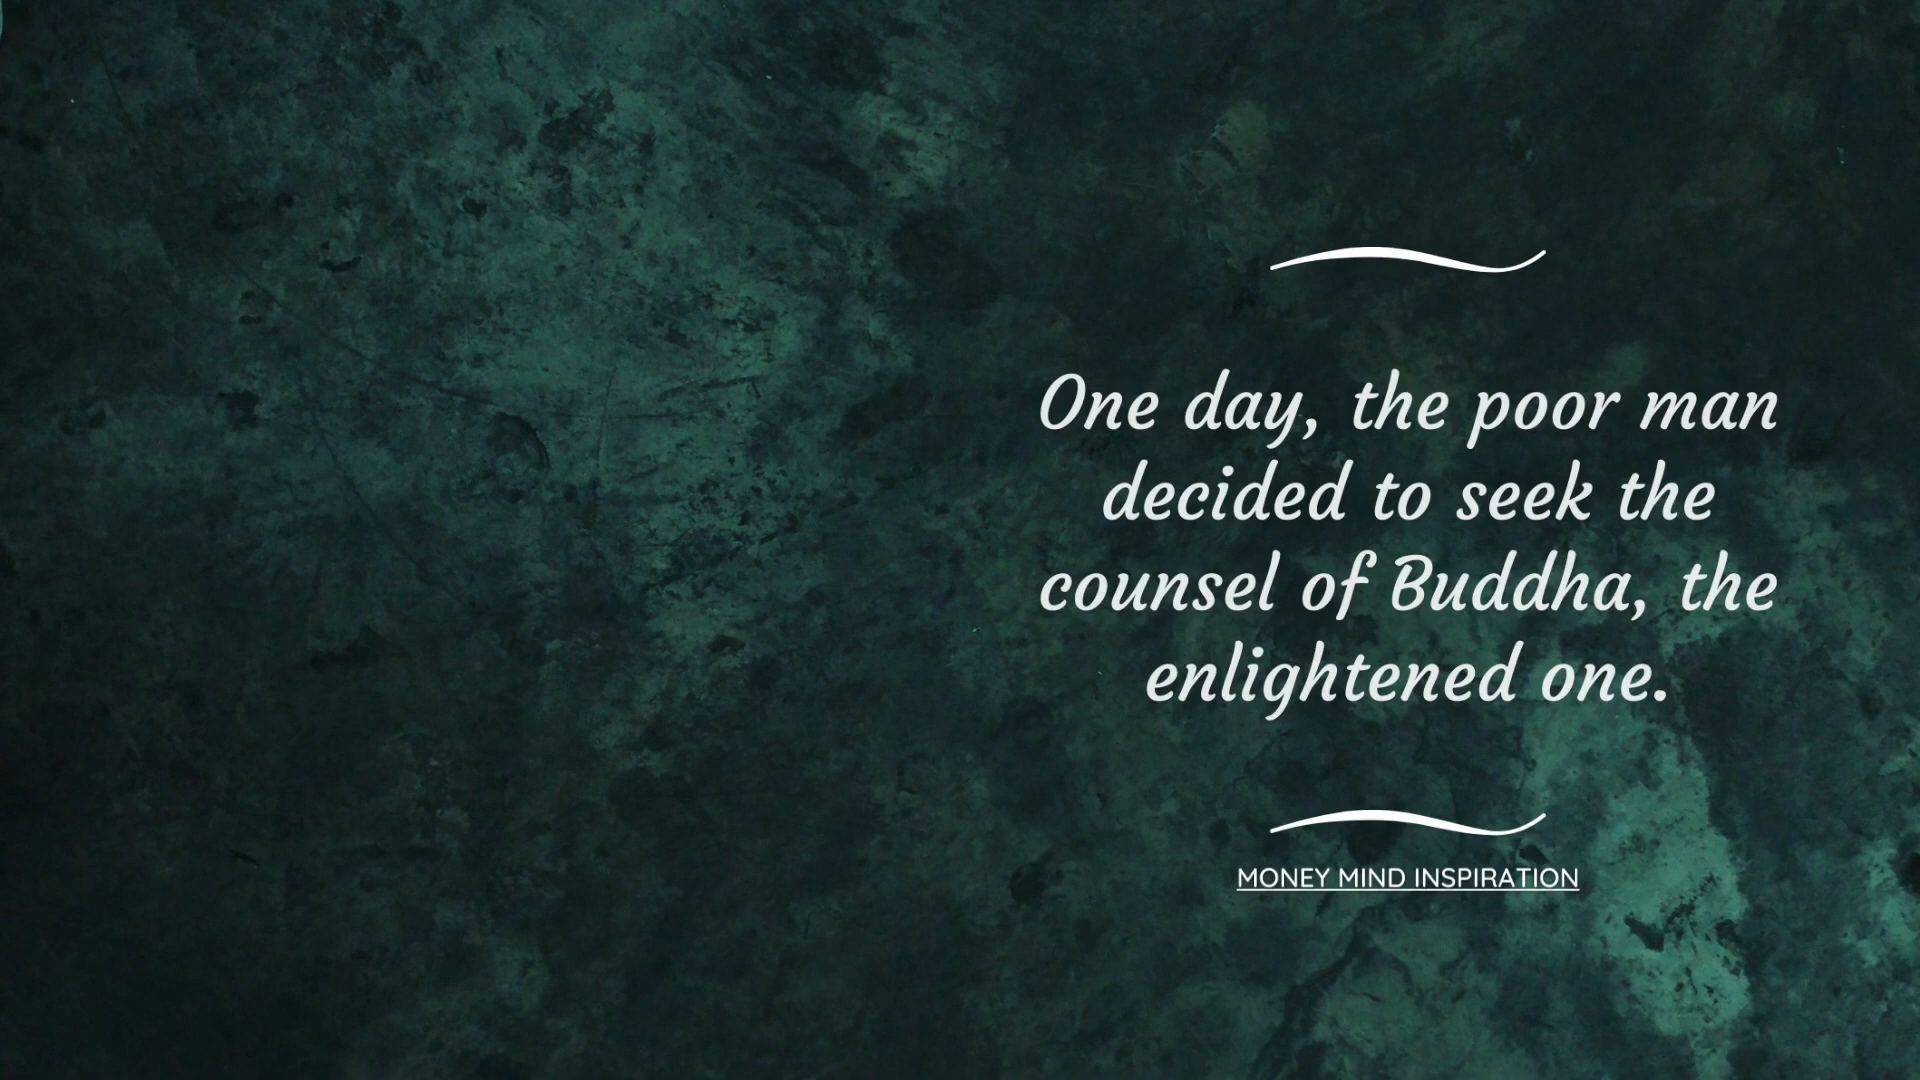 One day, the poor man
decided to seek the
counsel of Buddha, the
enlightened one.
MONEY MIND INSPIRATION